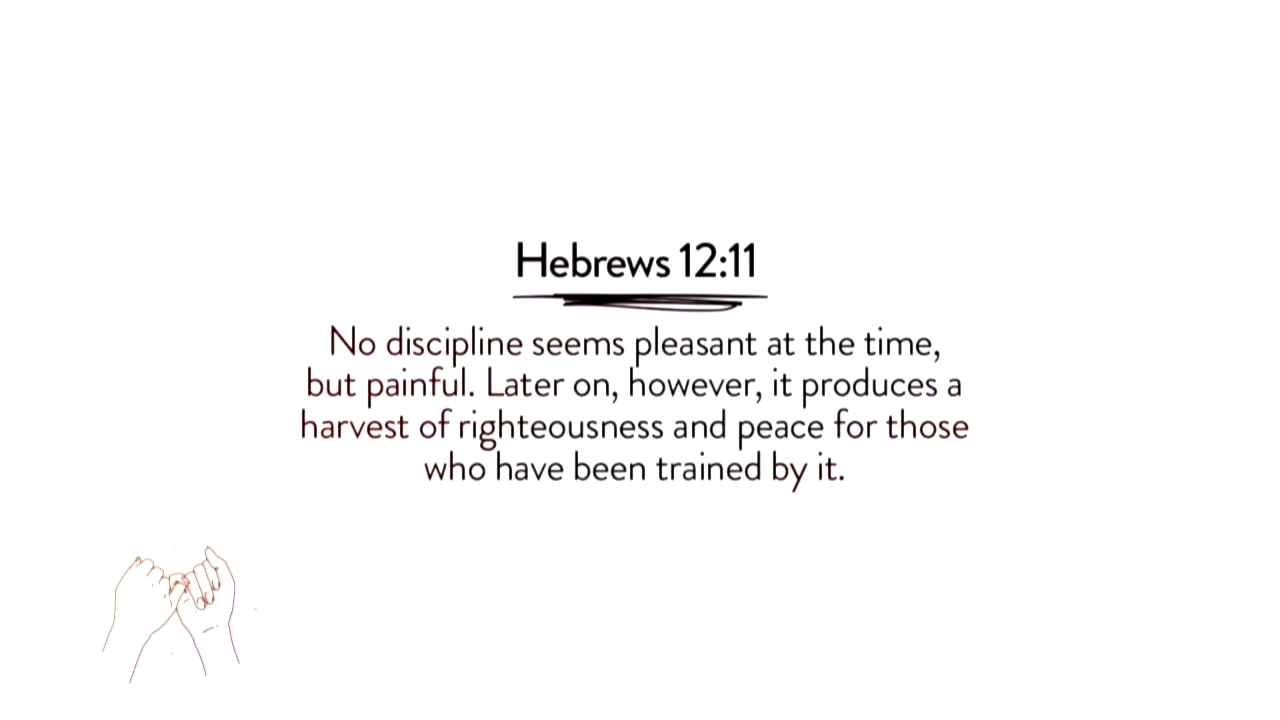 Hebrews 12:11
No discipline seems pleasant at the time,
but painful. Later on, however, it produces a
harvest of righteousness and peace for those
who have been trained by it.